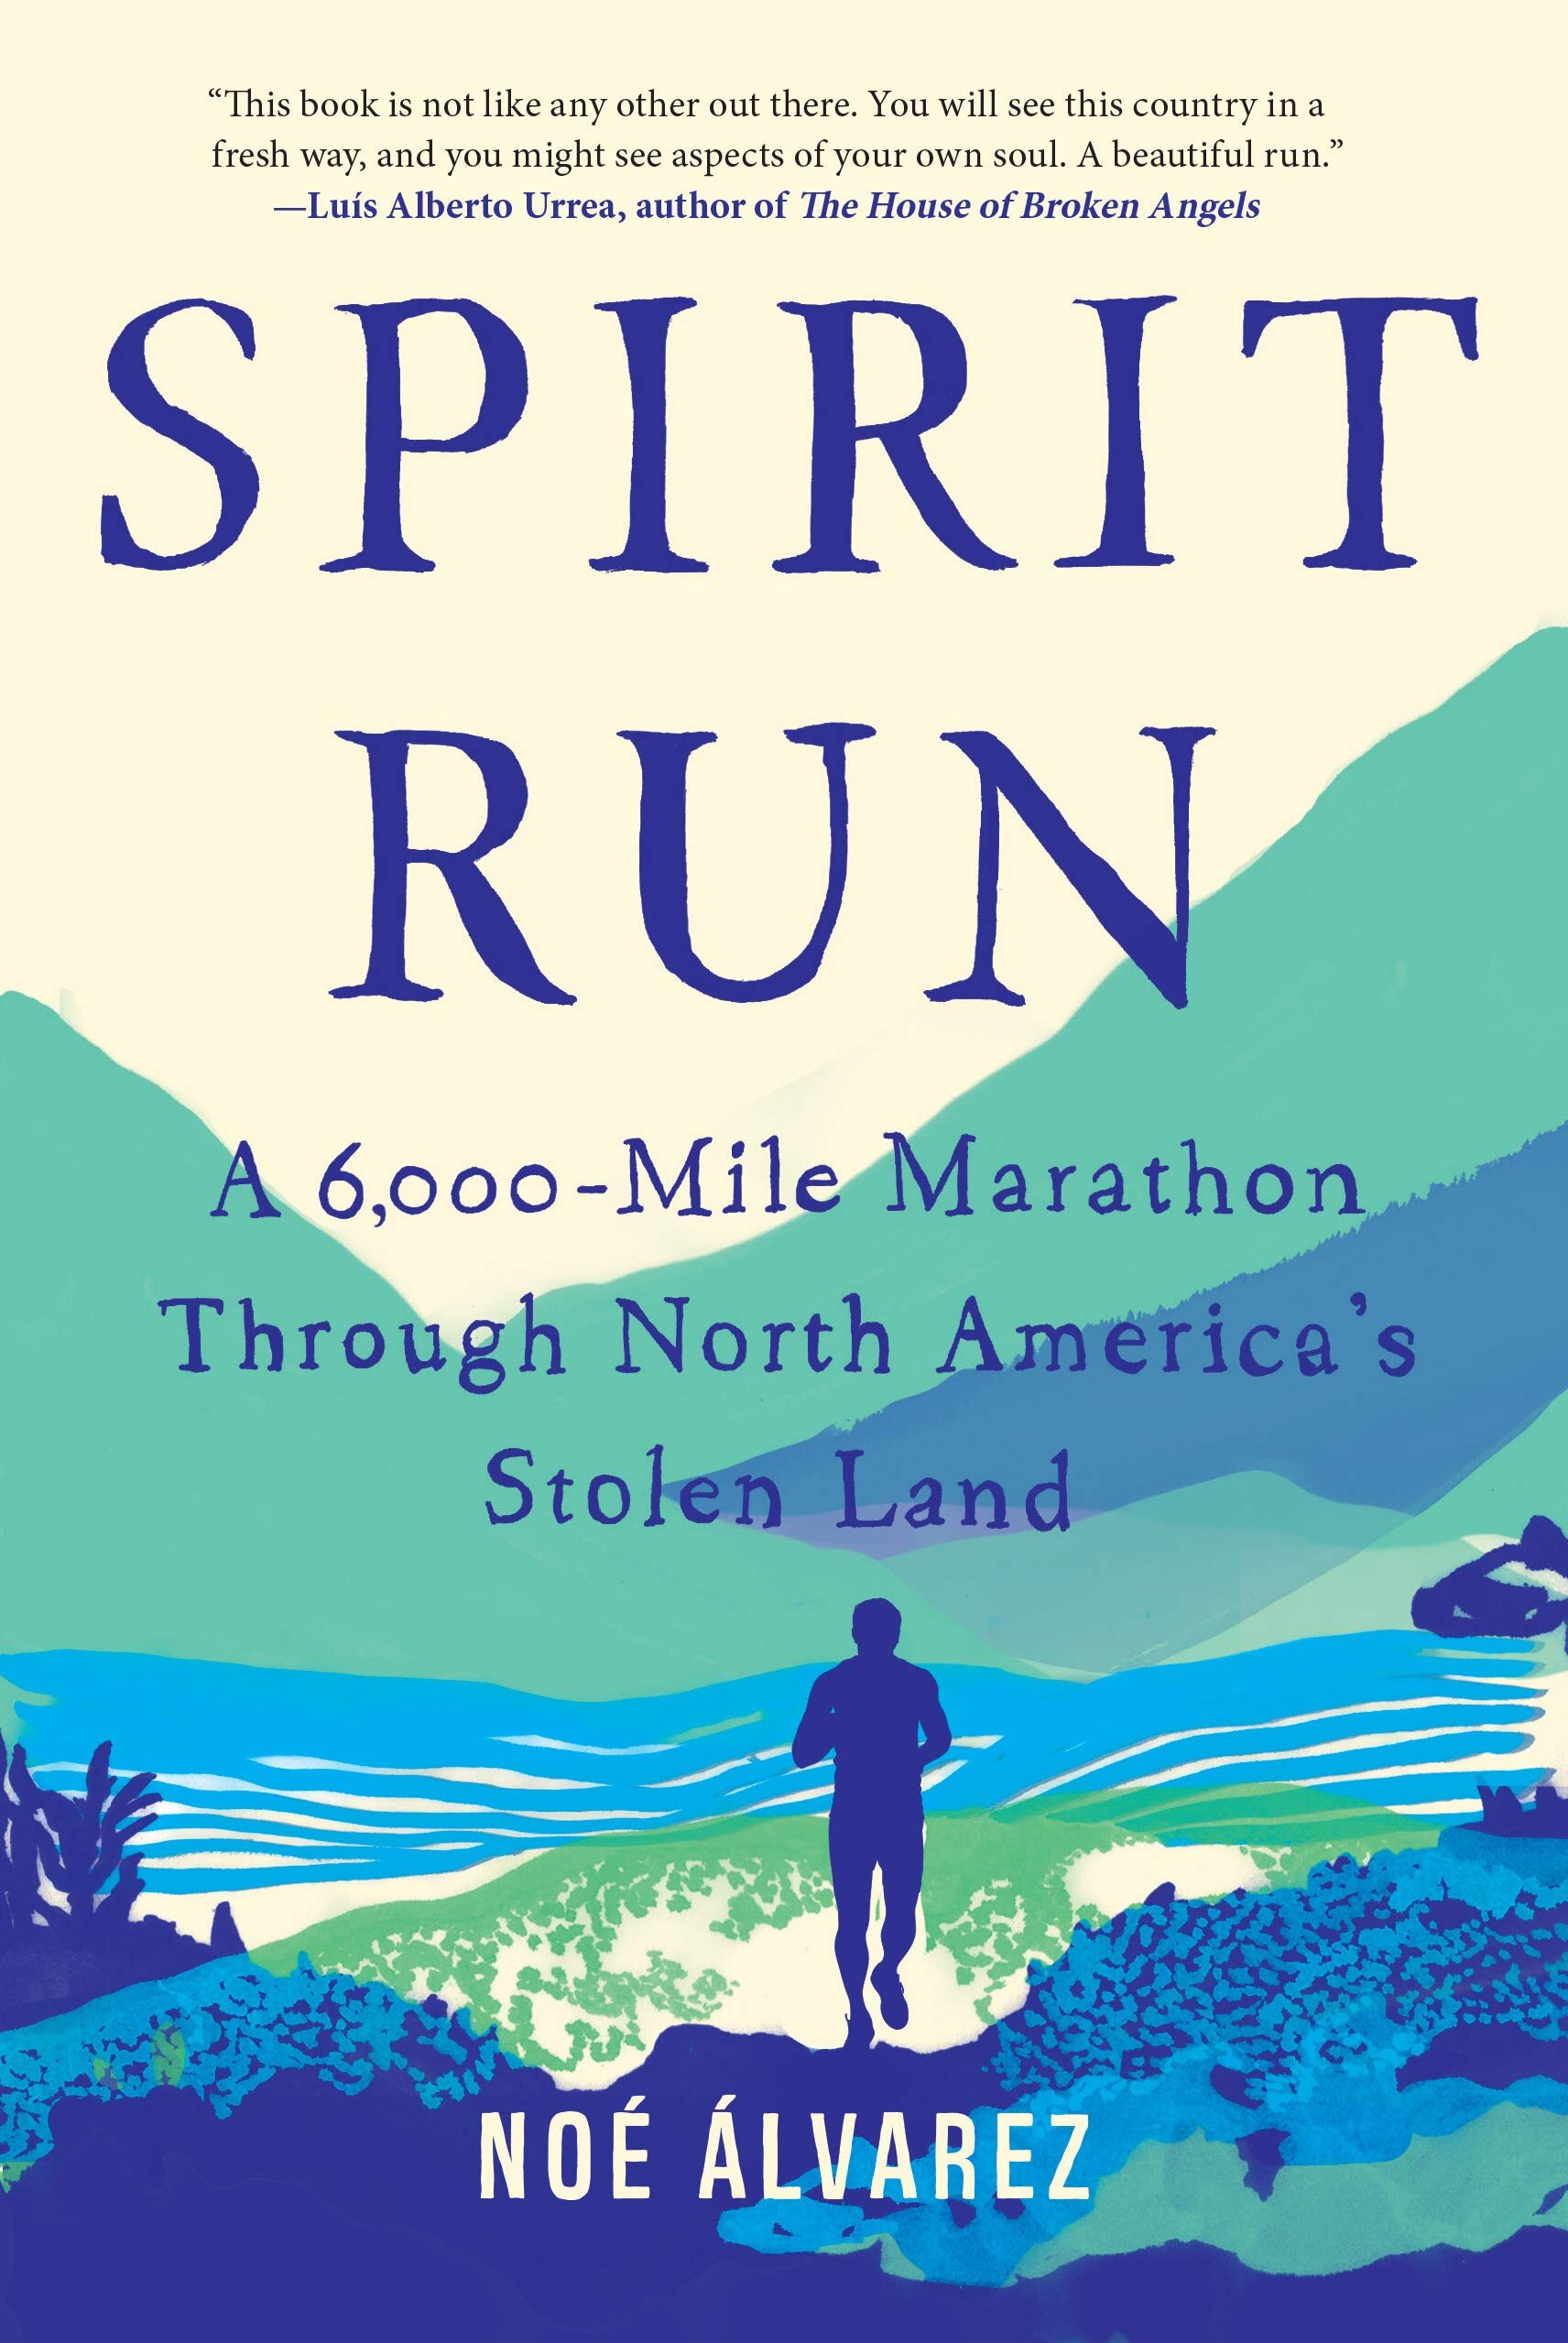 “This book is not like any other out there. You will see this country in a
fresh way, and you might see aspects of your own soul. A beautiful run.”
—Luís Alberto Urrea, author of The House of Broken Angels
SPIRIT
RUN
A 6,000-Mile Marathon
Through North America’s
Stolen Land
NOÉ ÁLVAREZ